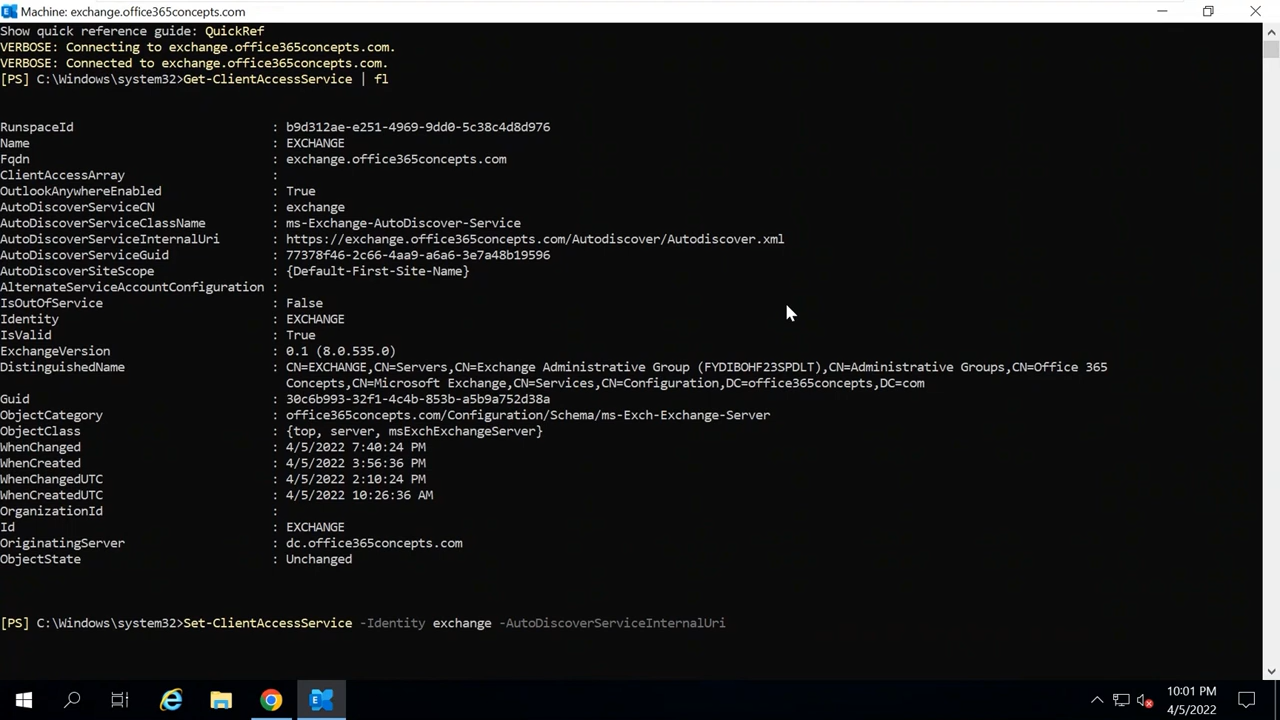 Machine: exchange.office365concepts.com
Show quick reference guide: QuickRef
VERBOSE: Connecting to exchange.office365concepts.com.
VERBOSE: Connected to exchange.office365concepts.com.
[PS] C:\Windows\system32>Get-ClientAccessService | fl
RunspaceId : b9d312ae-e251-4969-9dd0-5c38c4d8d976
Name : EXCHANGE
Fqdn : exchange.office365concepts.com
ClientAccessArray :
OutlookAnywhereEnabled : True
AutoDiscoverServiceCN : exchange
AutoDiscoverServiceClassName : ms-Exchange-AutoDiscover-Service
AutoDiscoverServiceInternalUri : https://exchange.office365concepts.com/Autodiscover/Autodiscover.xml
AutoDiscoverServiceGuid : 77378f46-2c66-4aa9-a6a6-3e7a48b19596
AutoDiscoverSiteScope : {Default-First-Site-Name}
AlternateServiceAccountConfiguration :
IsOutOfService : False
Identity : EXCHANGE
IsValid : True
ExchangeVersion : 0.1 (8.0.535.0)
DistinguishedName : CN=EXCHANGE,CN=Servers,CN=Exchange Administrative Group (FYDIBOHF23SPDLT),CN=Administrative Groups,CN=Office 365
Concepts,CN=Microsoft Exchange,CN=Services,CN=Configuration,DC=office365concepts,DC=com
Guid : 30c6b993-32f1-4c4b-853b-a5b9a752d38a
ObjectCategory : office365concepts.com/Configuration/Schema/ms-Exch-Exchange-Server
ObjectClass : {top, server, msExchExchangeServer}
WhenChanged : 4/5/2022 7:40:24 PM
WhenCreated : 4/5/2022 3:56:36 PM
WhenChangedUTC : 4/5/2022 2:10:24 PM
WhenCreatedUTC : 4/5/2022 10:26:36 AM
OrganizationId :
Id : EXCHANGE
OriginatingServer : dc.office365concepts.com
ObjectState : Unchanged
[PS] C:\Windows\system32>Set-ClientAccessService -Identity exchange -AutoDiscoverServiceInternalUri
10:01 PM
4/5/2022